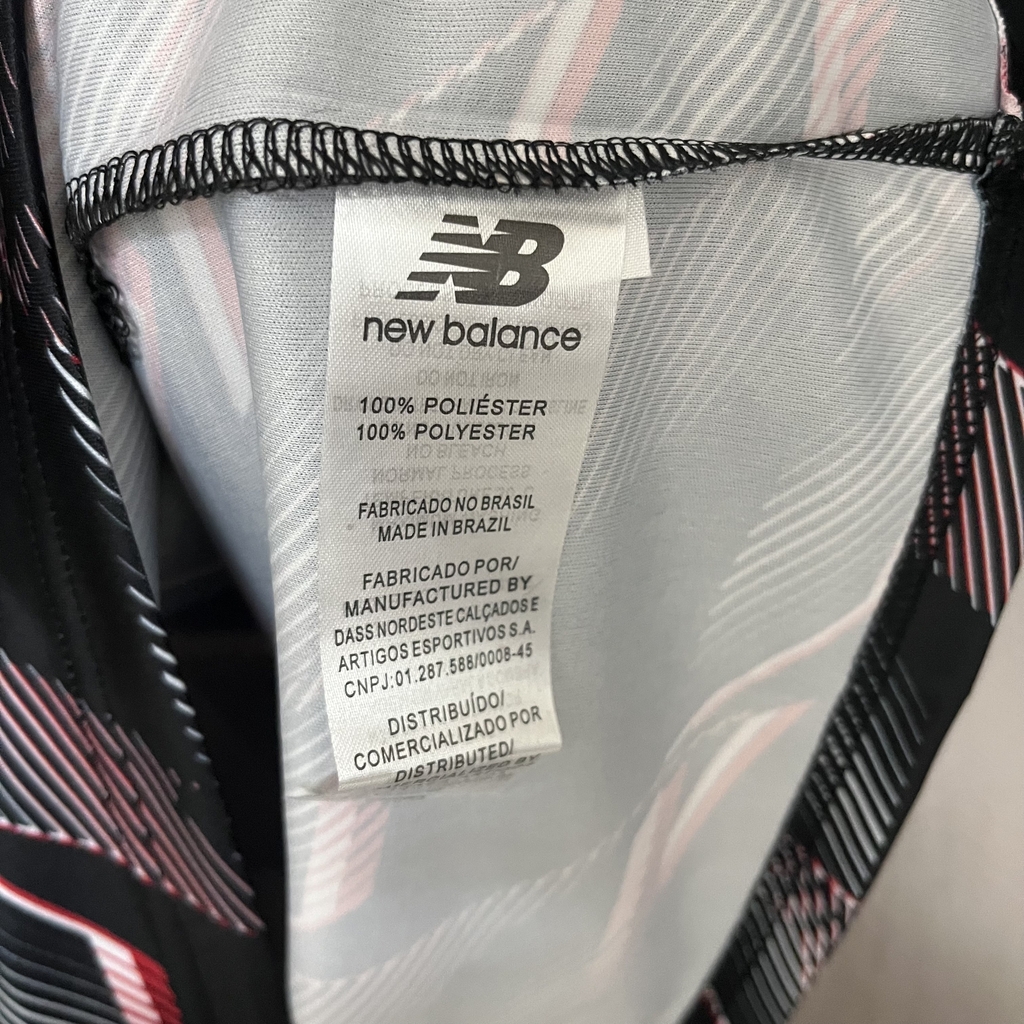 NB
new balance
100% POLIÉSTER
100% POLYESTER
FABRICADO NO BRASIL
MADE IN BRAZIL
FABRICADO POR/
MANUFACTURED BY
DASS NORDESTE CALÇADOS E
ARTIGOS ESPORTIVOS S.A.
CNPJ:01.287.588/0008-45
DISTRIBUÍDO/
COMERCIALIZADO POR
DISTRIBUTED/